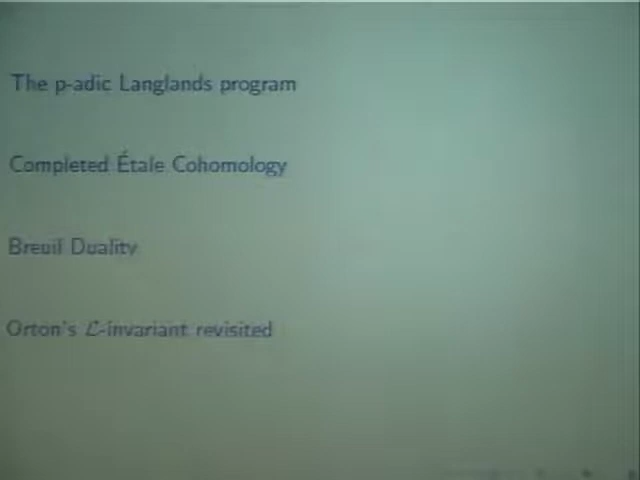 The p-adic Langlands program
Completed Étale Cohomology
Breuil Duality
Orton's ℒ-invariant revisited